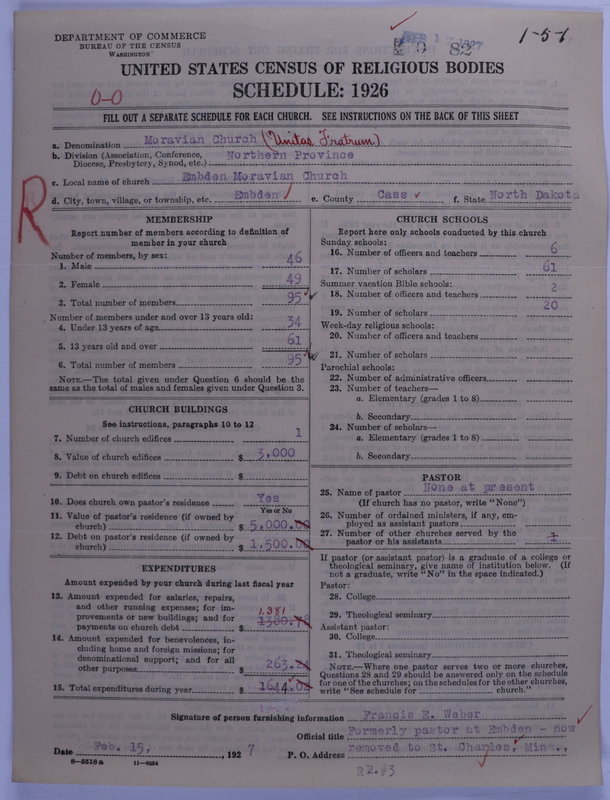 DEPARTMENT OF COMMERCE
BUREAU OF THE CENSUS
WASHINGTON
82
1-51
UNITED STATES CENSUS OF RELIGIOUS BODIES
SCHEDULE: 1926
0-0
FILL OUT A SEPARATE SCHEDULE FOR EACH CHURCH. SEE INSTRUCTIONS ON THE BACK OF THIS SHEET
a. Denomination Moravian Church (Unitas Fratrum)
b. Division (Association, Conference, Diocese, Presbytery, Synod, etc.) Northern Province
c. Local name of church Embden Moravian Church
d. City, town, village, or township, etc. Embden e. County Cass f. State North Dakota
R
MEMBERSHIP
Report number of members according to definition of
member in your church
Number of members, by sex:
1. Male 46
2. Female 49
3. Total number of members 95
Number of members under and over 13 years old:
4. Under 13 years of age 34
5. 13 years old and over 61
6. Total number of members 95
NOTE.—The total given under Question 6 should be
same as the total of males and females given under Question 3.
CHURCH BUILDINGS
See instructions, paragraphs 10 to 12
7. Number of church edifices 1
8. Value of church edifices $ 3,000
9. Debt on church edifices $
10. Does church own pastor's residence Yes
Yes or No
11. Value of pastor's residence (if owned by
church) $ 5,000.00
12. Debt on pastor's residence (if owned by
church) $ 1,500.00
EXPENDITURES
Amount expended by your church during last fiscal year
13. Amount expended for salaries, repairs,
and other running expenses; for im-
provements or new buildings; and for
payments on church debt $ 1380.78
1,381
14. Amount expended for benevolences, in-
cluding home and foreign missions; for
denominational support; and for all
other purposes $ 263.
15. Total expenditures during year $ 1644.02
CHURCH SCHOOLS
Report here only schools conducted by this church
Sunday schools:
16. Number of officers and teachers 6
17. Number of scholars 61
Summer vacation Bible schools:
18. Number of officers and teachers 2
19. Number of scholars 20
Week-day religious schools:
20. Number of officers and teachers
21. Number of scholars
Parochial schools:
22. Number of administrative officers
23. Number of teachers—
a. Elementary (grades 1 to 8)
b. Secondary
24. Number of scholars—
a. Elementary (grades 1 to 8)
b. Secondary
PASTOR
25. Name of pastor None at present
(If church has no pastor, write "None")
26. Number of ordained ministers, if any, em-
ployed as assistant pastors
27. Number of other churches served by the
pastor or his assistants 1
If pastor (or assistant pastor) is a graduate of a college or
theological seminary, give name of institution below. (If
not a graduate, write "No" in the space indicated.)
Pastor:
28. College
29. Theological seminary
Assistant pastor:
30. College
31. Theological seminary
NOTE.—Where one pastor serves two or more churches,
Questions 28 and 29 should be answered only on the schedule
for one of the churches; on the schedules for the other churches,
write "See schedule for church."
Signature of person furnishing information Francis E. Weber
Official title Formerly pastor at Embden - now
Date Feb. 15, , 1927 P. O. Address removed to St. Charles, Minn.,
8-5518a 11-9024
R2.#3